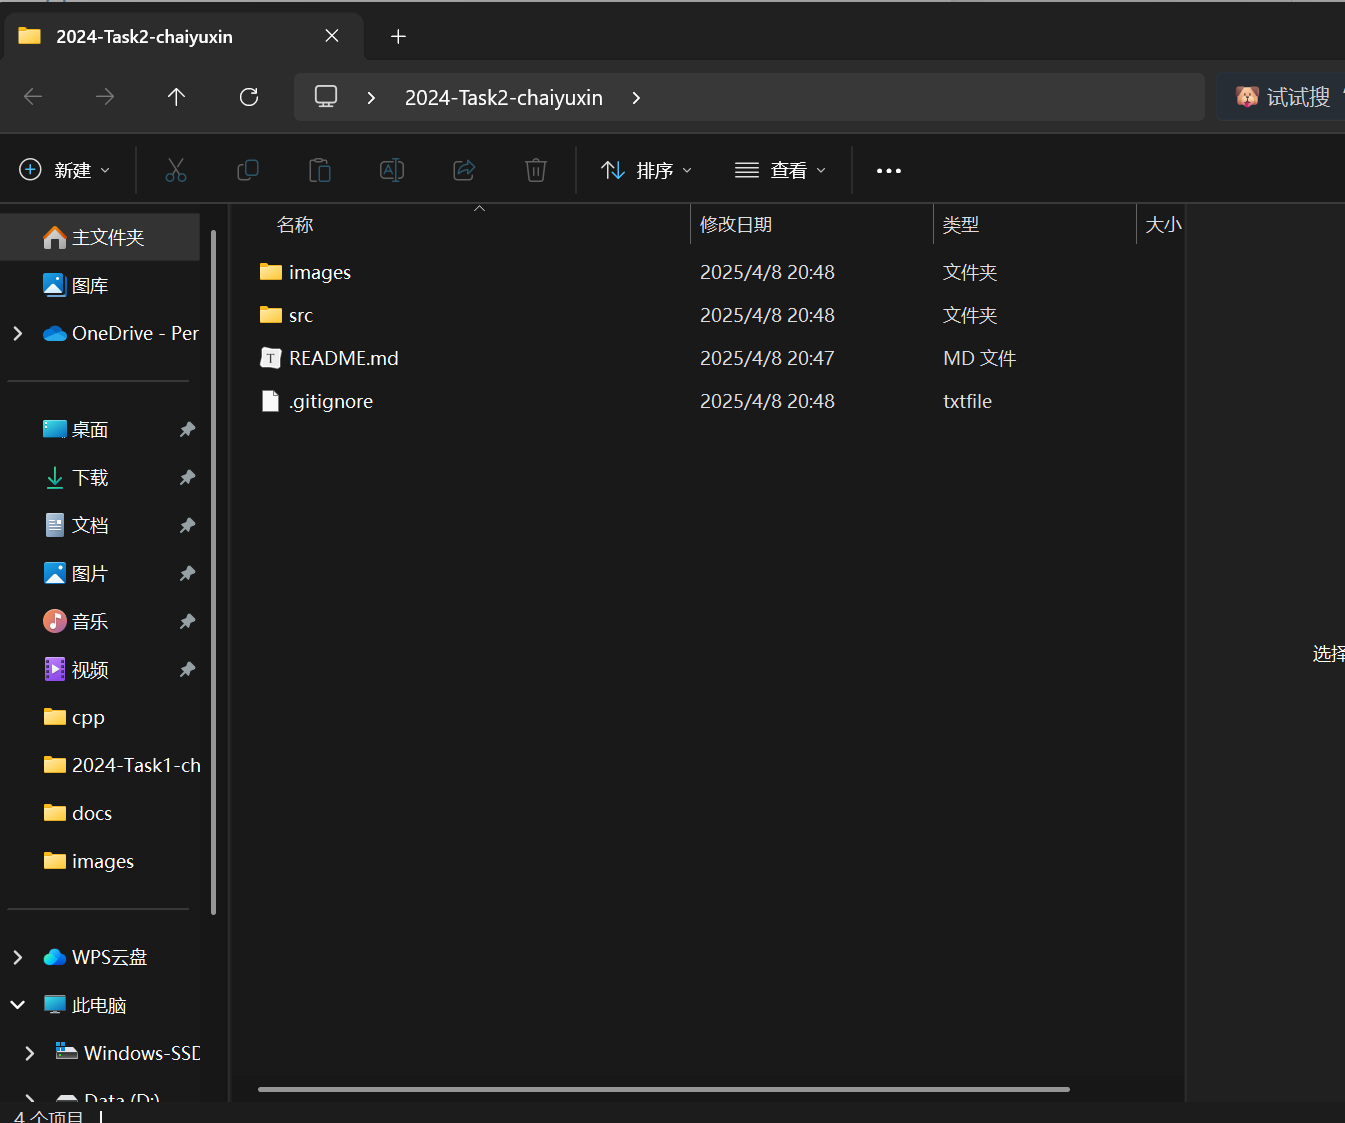 2024-Task2-chaiyuxin
2024-Task2-chaiyuxin
试试搜
新建
排序
查看
名称 修改日期 类型 大小
images 2025/4/8 20:48 文件夹
src 2025/4/8 20:48 文件夹
README.md 2025/4/8 20:47 MD 文件
.gitignore 2025/4/8 20:48 txtfile
主文件夹
图库
OneDrive - Per
桌面
下载
文档
图片
音乐
视频
cpp
2024-Task1-ch
docs
images
WPS云盘
此电脑
Windows-SSD
Data (D:)
4 个项目
选择